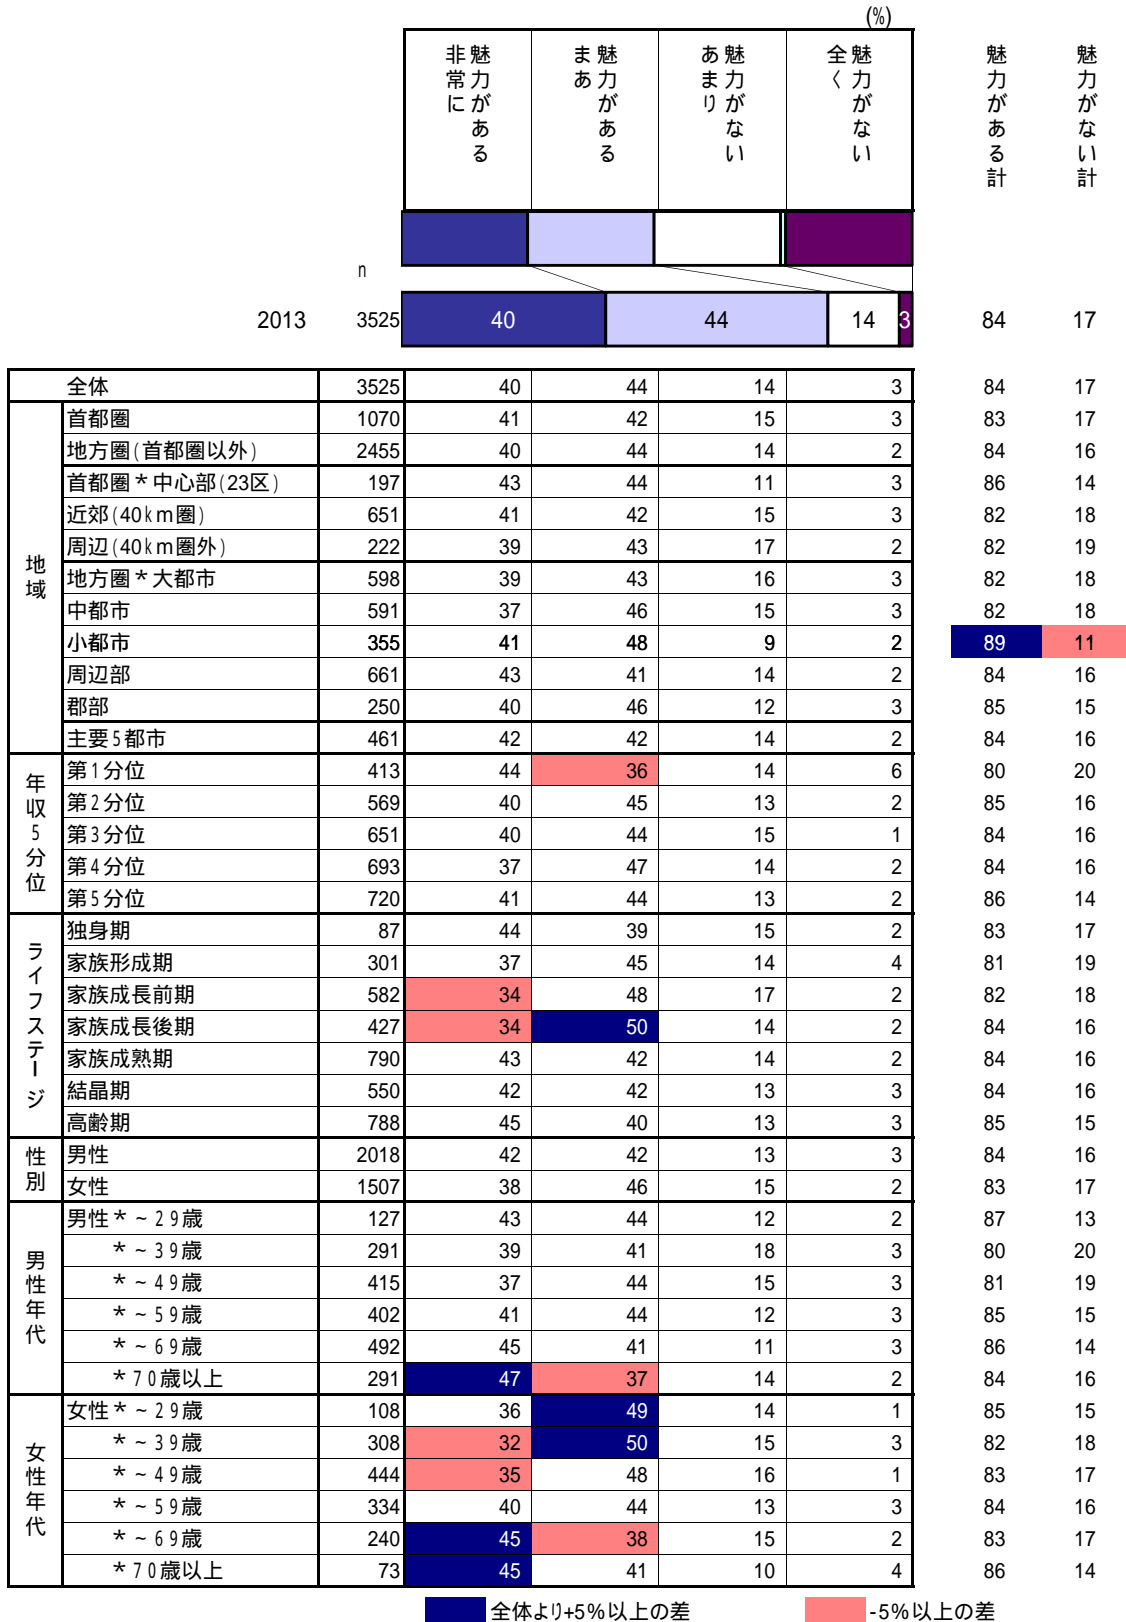 (%)
非常に魅力がある まあ魅力がある あまり魅力がない 全く魅力がない 魅力がある計 魅力がない計
n
2013 3525 40 44 14 3 84 17
全体 3525 40 44 14 3 84 17
地域
首都圏 1070 41 42 15 3 83 17
地方圏(首都圏以外) 2455 40 44 14 2 84 16
首都圏*中心部(23区) 197 43 44 11 3 86 14
近郊(40km圏) 651 41 42 15 3 82 18
周辺(40km圏外) 222 39 43 17 2 82 19
地方圏*大都市 598 39 43 16 3 82 18
中都市 591 37 46 15 3 82 18
小都市 355 41 48 9 2 89 11
周辺部 661 43 41 14 2 84 16
郡部 250 40 46 12 3 85 15
主要5都市 461 42 42 14 2 84 16
年収5分位
第1分位 413 44 36 14 6 80 20
第2分位 569 40 45 13 2 85 16
第3分位 651 40 44 15 1 84 16
第4分位 693 37 47 14 2 84 16
第5分位 720 41 44 13 2 86 14
ライフステージ
独身期 87 44 39 15 2 83 17
家族形成期 301 37 45 14 4 81 19
家族成長前期 582 34 48 17 2 82 18
家族成長後期 427 34 50 14 2 84 16
家族成熟期 790 43 42 14 2 84 16
結晶期 550 42 42 13 3 84 16
高齢期 788 45 40 13 3 85 15
性別
男性 2018 42 42 13 3 84 16
女性 1507 38 46 15 2 83 17
男性年代
男性*~29歳 127 43 44 12 2 87 13
*~39歳 291 39 41 18 3 80 20
*~49歳 415 37 44 15 3 81 19
*~59歳 402 41 44 12 3 85 15
*~69歳 492 45 41 11 3 86 14
*70歳以上 291 47 37 14 2 84 16
女性年代
女性*~29歳 108 36 49 14 1 85 15
*~39歳 308 32 50 15 3 82 18
*~49歳 444 35 48 16 1 83 17
*~59歳 334 40 44 13 3 84 16
*~69歳 240 45 38 15 2 83 17
*70歳以上 73 45 41 10 4 86 14
全体より+5%以上の差 -5%以上の差